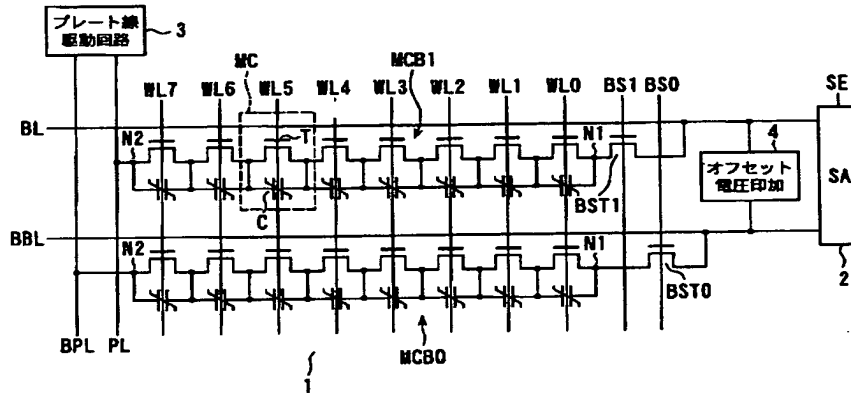 プレート線
駆動回路
3
MC
MCB1
WL7 WL6 WL5 WL4 WL3 WL2 WL1 WL0 BS1 BS0
SE
BL
N2
T
N1
4
オフセット
電圧印加
SA
C
BST1
BBL
N2
N1
BST0
2
BPL PL
MCB0
1